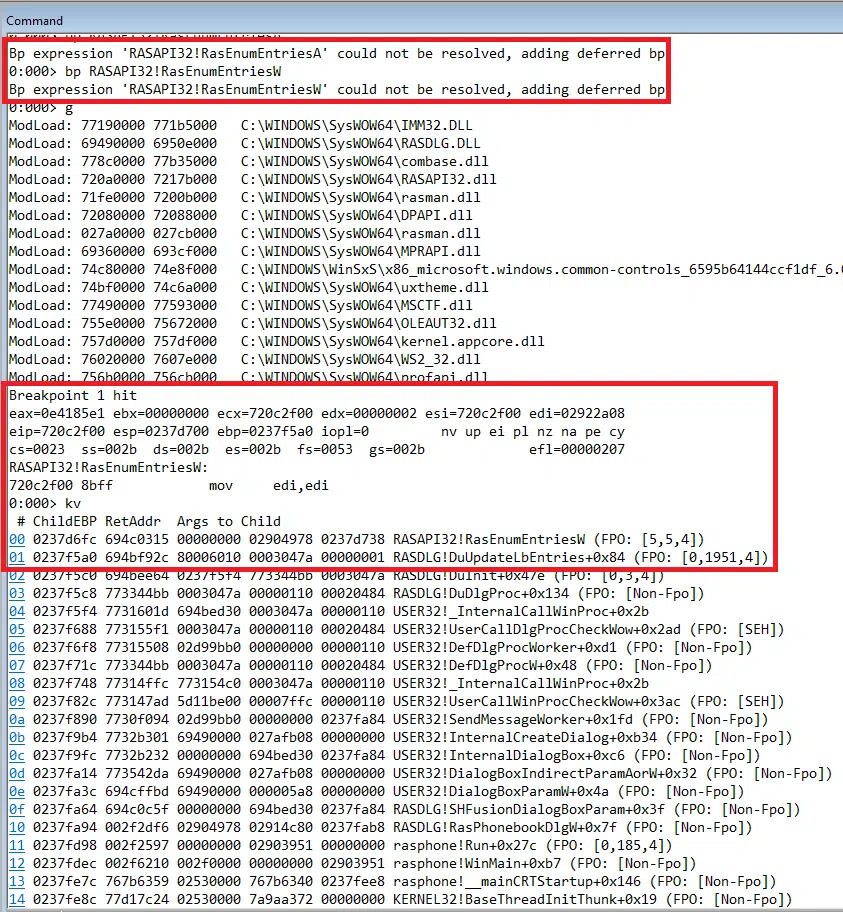 Command
Bp expression 'RASAPI32!RasEnumEntriesA' could not be resolved, adding deferred bp
0:000> bp RASAPI32!RasEnumEntriesW
Bp expression 'RASAPI32!RasEnumEntriesW' could not be resolved, adding deferred bp
0:000> g
ModLoad: 77190000 771b5000   C:\WINDOWS\SysWOW64\IMM32.DLL
ModLoad: 69490000 6950e000   C:\WINDOWS\SysWOW64\RASDLG.DLL
ModLoad: 778c0000 77b35000   C:\WINDOWS\SysWOW64\combase.dll
ModLoad: 720a0000 7217b000   C:\WINDOWS\SysWOW64\RASAPI32.dll
ModLoad: 71fe0000 7200b000   C:\WINDOWS\SysWOW64\rasman.dll
ModLoad: 72080000 72088000   C:\WINDOWS\SysWOW64\DPAPI.dll
ModLoad: 027a0000 027cb000   C:\WINDOWS\SysWOW64\rasman.dll
ModLoad: 69360000 693cf000   C:\WINDOWS\SysWOW64\MPRAPI.dll
ModLoad: 74c80000 74e8f000   C:\WINDOWS\WinSxS\x86_microsoft.windows.common-controls_6595b64144ccf1df_6.0
ModLoad: 74bf0000 74c6a000   C:\WINDOWS\SysWOW64\uxtheme.dll
ModLoad: 77490000 77593000   C:\WINDOWS\SysWOW64\MSCTF.dll
ModLoad: 755e0000 75672000   C:\WINDOWS\SysWOW64\OLEAUT32.dll
ModLoad: 757d0000 757df000   C:\WINDOWS\SysWOW64\kernel.appcore.dll
ModLoad: 76020000 7607e000   C:\WINDOWS\SysWOW64\WS2_32.dll
ModLoad: 756b0000 756cb000   C:\WINDOWS\SysWOW64\profapi.dll
Breakpoint 1 hit
eax=0e4185e1 ebx=00000000 ecx=720c2f00 edx=00000002 esi=720c2f00 edi=02922a08
eip=720c2f00 esp=0237d700 ebp=0237f5a0 iopl=0         nv up ei pl nz na pe cy
cs=0023  ss=002b  ds=002b  es=002b  fs=0053  gs=002b             efl=00000207
RASAPI32!RasEnumEntriesW:
720c2f00 8bff            mov     edi,edi
0:000> kv
 # ChildEBP RetAddr  Args to Child
00 0237d6fc 694c0315 00000000 02904978 0237d738 RASAPI32!RasEnumEntriesW (FPO: [5,5,4])
01 0237f5a0 694bf92c 80006010 0003047a 00000001 RASDLG!DuUpdateLbEntries+0x84 (FPO: [0,1951,4])
02 0237f5c0 694bee64 0237f5f4 773344bb 0003047a RASDLG!DuInit+0x47e (FPO: [0,3,4])
03 0237f5c8 773344bb 0003047a 00000110 00020484 RASDLG!DuDlgProc+0x134 (FPO: [Non-Fpo])
04 0237f5f4 7731601d 694bed30 0003047a 00000110 USER32!_InternalCallWinProc+0x2b
05 0237f688 773155f1 0003047a 00000110 00020484 USER32!UserCallDlgProcCheckWow+0x2ad (FPO: [SEH])
06 0237f6f8 77315508 02d99bb0 00000000 00000110 USER32!DefDlgProcWorker+0xd1 (FPO: [Non-Fpo])
07 0237f71c 773344bb 0003047a 00000110 00020484 USER32!DefDlgProcW+0x48 (FPO: [Non-Fpo])
08 0237f748 77314ffc 773154c0 0003047a 00000110 USER32!_InternalCallWinProc+0x2b
09 0237f82c 773147ad 5d11be00 00007ffc 00000110 USER32!UserCallWinProcCheckWow+0x3ac (FPO: [SEH])
0a 0237f890 7730f094 02d99bb0 00000000 0237fa84 USER32!SendMessageWorker+0x1fd (FPO: [Non-Fpo])
0b 0237f9b4 7732b301 69490000 027afb08 00000000 USER32!InternalCreateDialog+0xb34 (FPO: [Non-Fpo])
0c 0237f9fc 7732b232 00000000 694bed30 0237fa84 USER32!InternalDialogBox+0xc6 (FPO: [Non-Fpo])
0d 0237fa14 773542da 69490000 027afb08 00000000 USER32!DialogBoxIndirectParamAorW+0x32 (FPO: [Non-Fpo])
0e 0237fa3c 694cffbd 69490000 000005a8 00000000 USER32!DialogBoxParamW+0x4a (FPO: [Non-Fpo])
0f 0237fa64 694c0c5f 00000000 694bed30 0237fa84 RASDLG!SHFusionDialogBoxParam+0x3f (FPO: [Non-Fpo])
10 0237fa94 002f2df6 02904978 02914c80 0237fab8 RASDLG!RasPhonebookDlgW+0x7f (FPO: [Non-Fpo])
11 0237fd98 002f2597 00000000 02903951 00000000 rasphone!Run+0x27c (FPO: [0,185,4])
12 0237fdec 002f6210 002f0000 00000000 02903951 rasphone!WinMain+0xb7 (FPO: [Non-Fpo])
13 0237fe7c 767b6359 02530000 767b6340 0237fee8 rasphone!__mainCRTStartup+0x146 (FPO: [Non-Fpo])
14 0237fe8c 77d17c24 02530000 7a9aa372 00000000 KERNEL32!BaseThreadInitThunk+0x19 (FPO: [Non-Fpo])